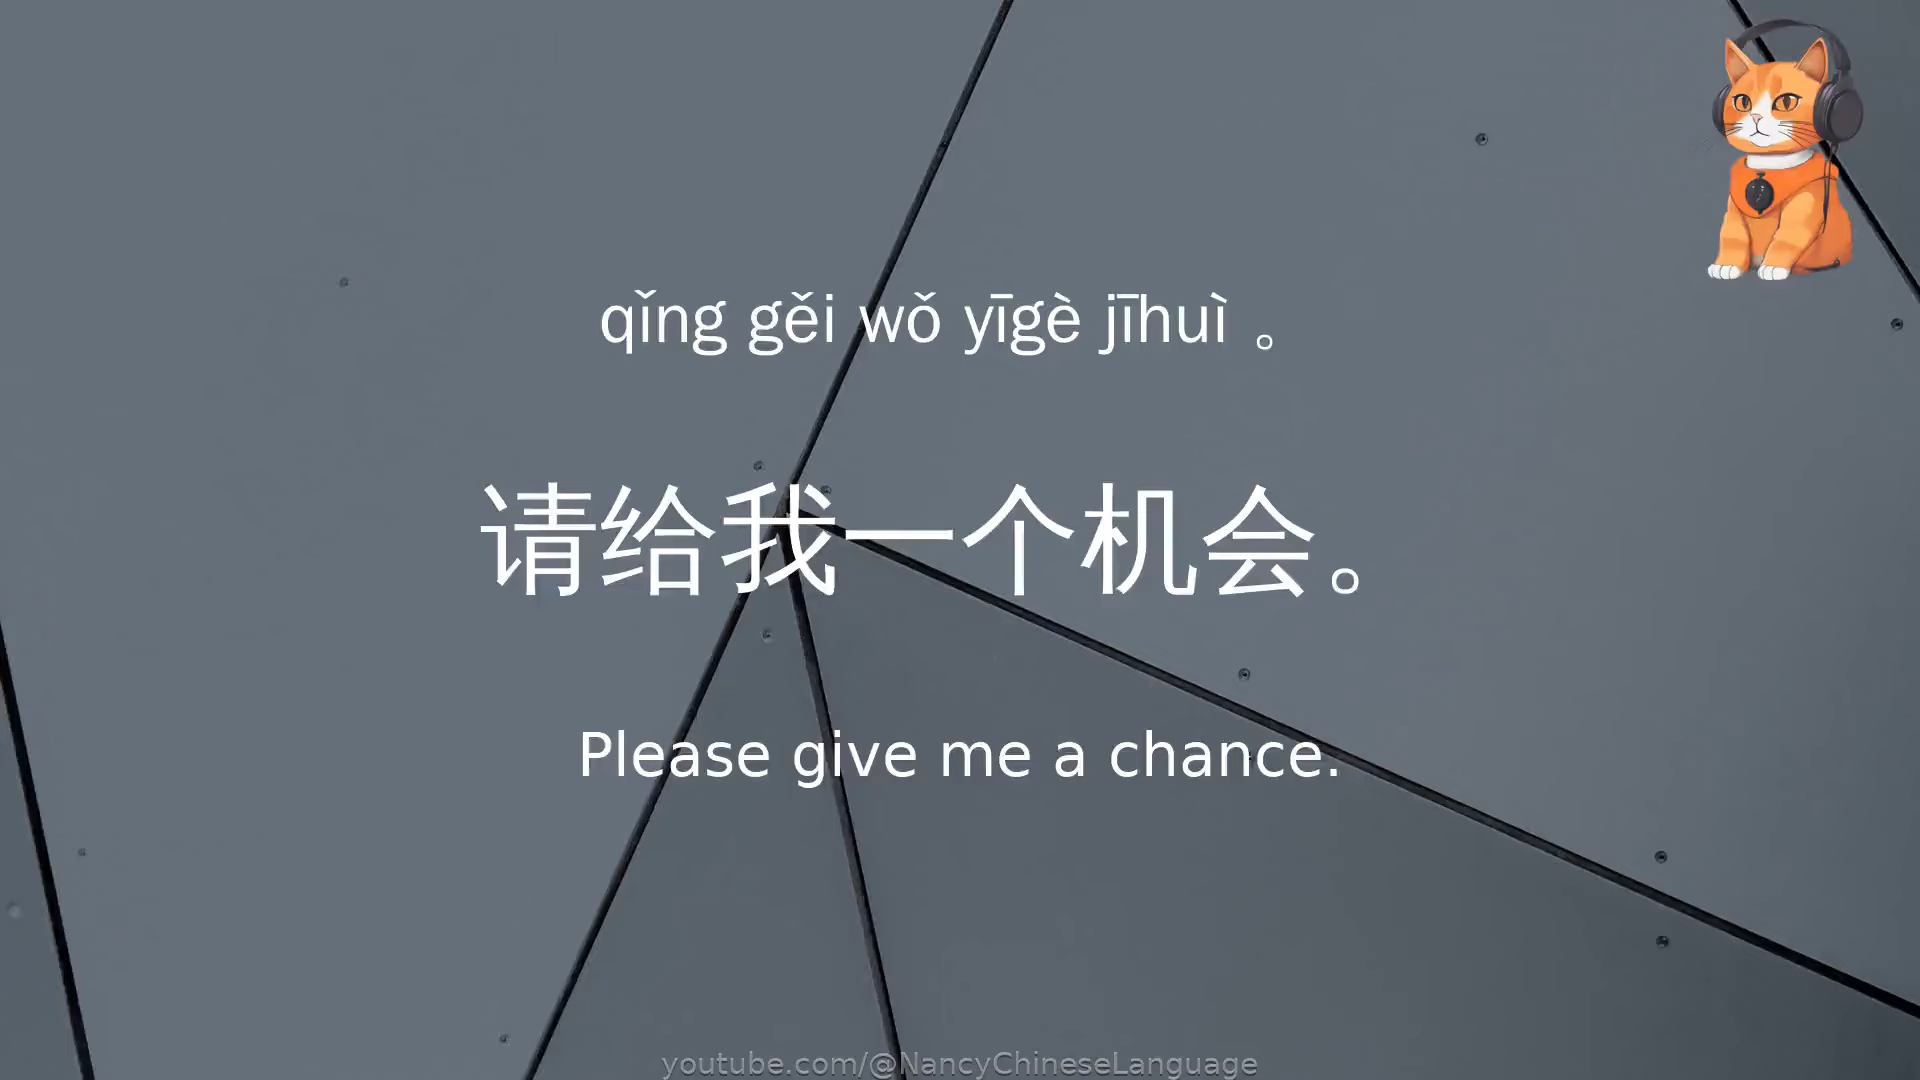 qǐng gěi wǒ yīgè jīhuì 。
请给我一个机会。
Please give me a chance.
youtube.com/@NancyChineseLanguage